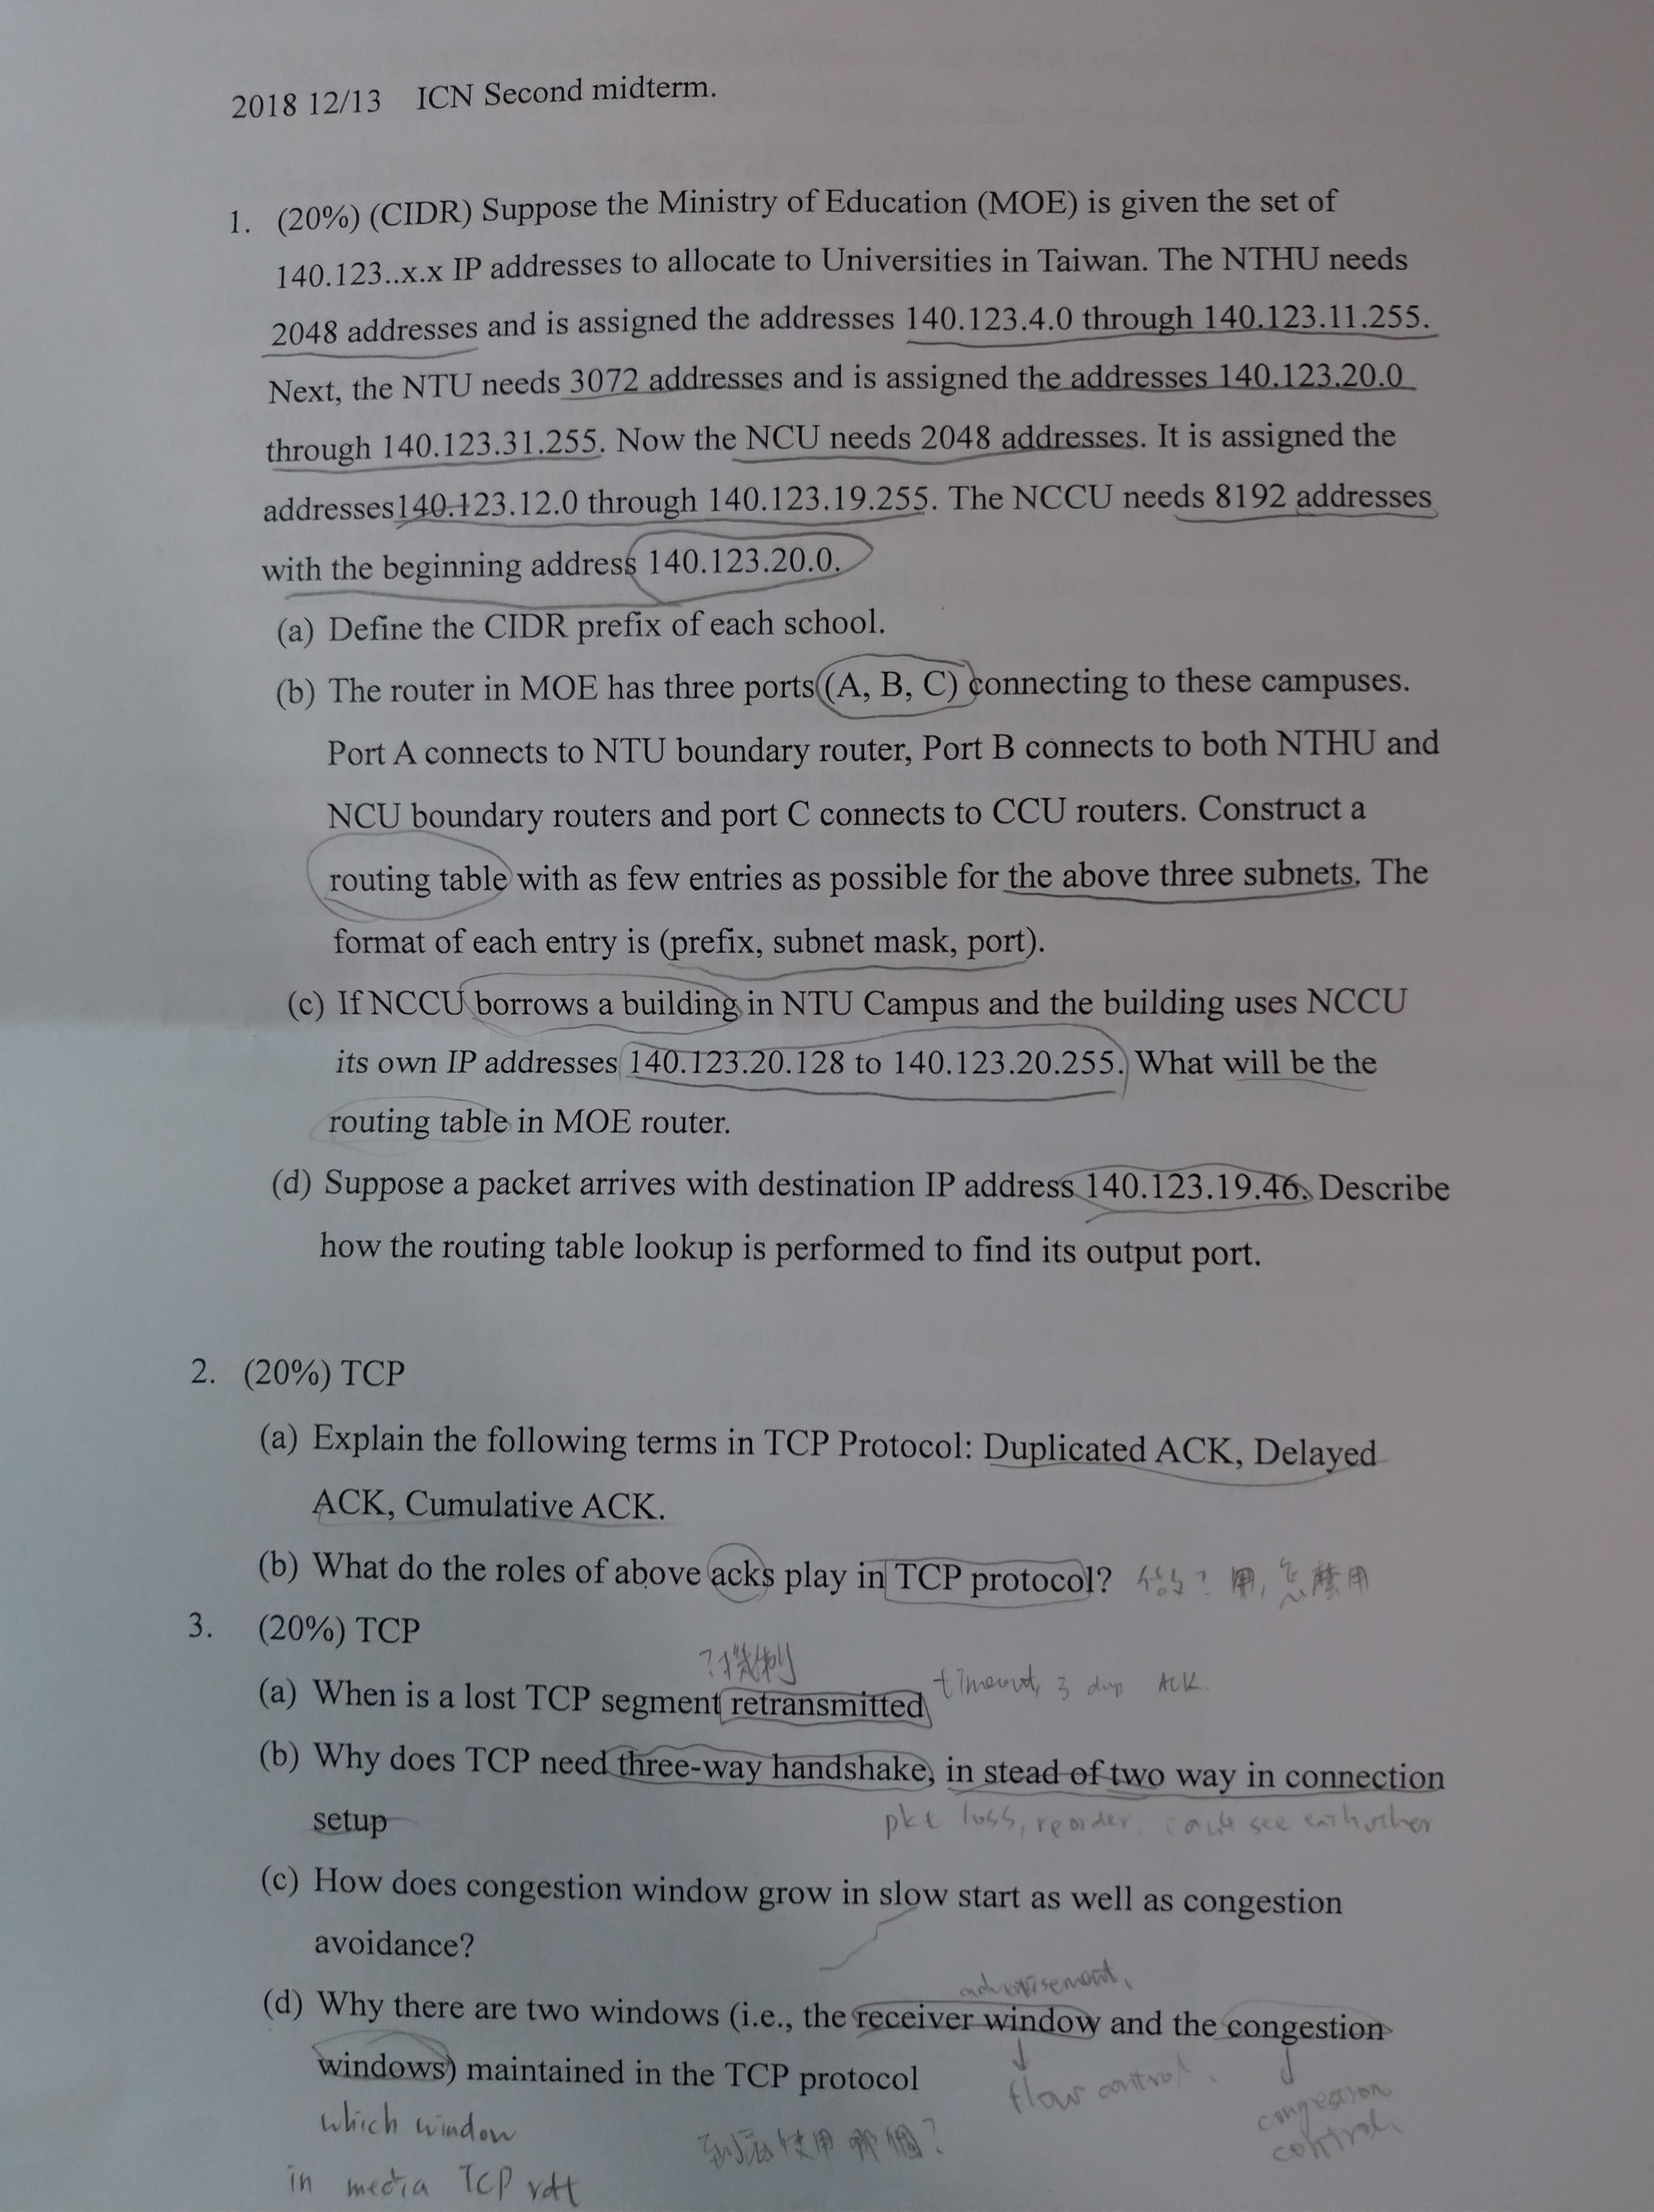 2018 12/13 ICN Second midterm.
1. (20%) (CIDR) Suppose the Ministry of Education (MOE) is given the set of
140.123..x.x IP addresses to allocate to Universities in Taiwan. The NTHU needs
2048 addresses and is assigned the addresses 140.123.4.0 through 140.123.11.255.
Next, the NTU needs 3072 addresses and is assigned the addresses 140.123.20.0
through 140.123.31.255. Now the NCU needs 2048 addresses. It is assigned the
addresses140.123.12.0 through 140.123.19.255. The NCCU needs 8192 addresses
with the beginning address 140.123.20.0.
(a) Define the CIDR prefix of each school.
(b) The router in MOE has three ports (A, B, C) connecting to these campuses.
Port A connects to NTU boundary router, Port B connects to both NTHU and
NCU boundary routers and port C connects to CCU routers. Construct a
routing table with as few entries as possible for the above three subnets. The
format of each entry is (prefix, subnet mask, port).
(c) If NCCU borrows a building in NTU Campus and the building uses NCCU
its own IP addresses 140.123.20.128 to 140.123.20.255. What will be the
routing table in MOE router.
(d) Suppose a packet arrives with destination IP address 140.123.19.46. Describe
how the routing table lookup is performed to find its output port.
2. (20%) TCP
(a) Explain the following terms in TCP Protocol: Duplicated ACK, Delayed
ACK, Cumulative ACK.
(b) What do the roles of above acks play in TCP protocol? 用, 怎麼用
3. (20%) TCP
?機制
(a) When is a lost TCP segment retransmitted timeout, 3 dup ACK.
(b) Why does TCP need three-way handshake, in stead of two way in connection
setup pkt loss, reorder. can't see each other
(c) How does congestion window grow in slow start as well as congestion
avoidance?
advertisement,
(d) Why there are two windows (i.e., the receiver window and the congestion
windows) maintained in the TCP protocol
flow control,
congestion
control
which window
到底使用哪個?
in media TCP rdt